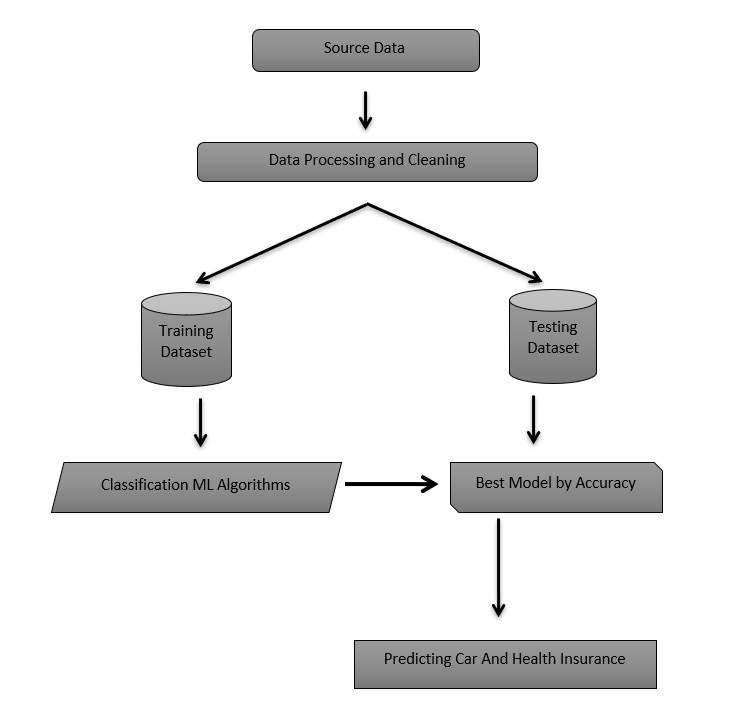 Source Data
Data Processing and Cleaning
Training
Dataset
Testing
Dataset
Classification ML Algorithms
Best Model by Accuracy
Predicting Car And Health Insurance